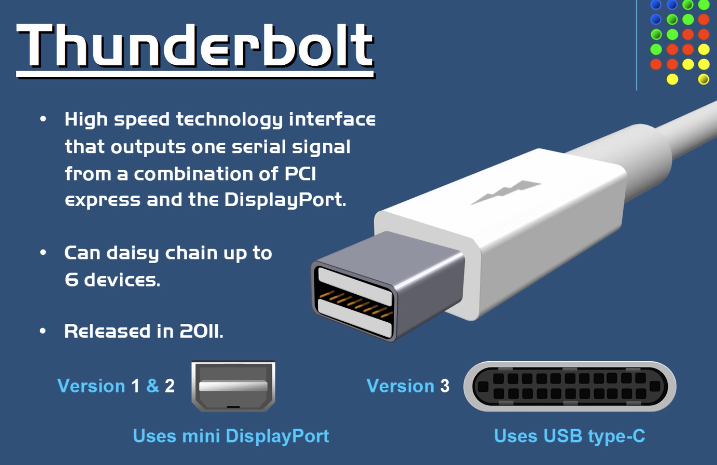 Thunderbolt
• High speed technology interface
that outputs one serial signal
from a combination of PCI
express and the DisplayPort.
• Can daisy chain up to
6 devices.
• Released in 2011.
Version 1 & 2
Version 3
Uses mini DisplayPort
Uses USB type-C